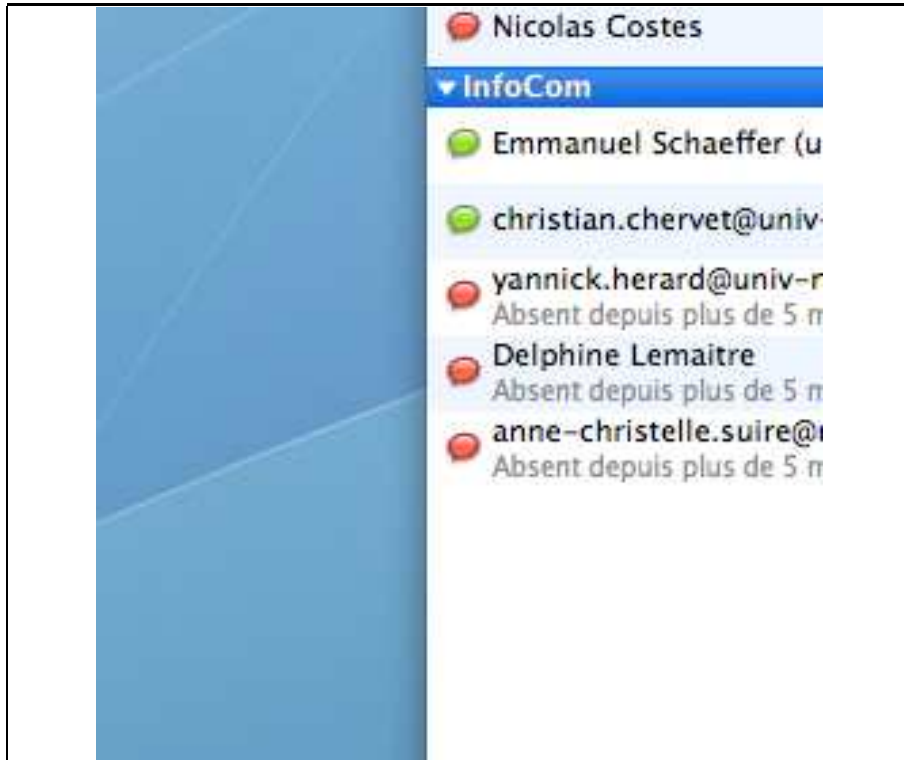 Nicolas Costes
InfoCom
Emmanuel Schaeffer (u
christian.chervet@univ-
yannick.herard@univ-
Absent depuis plus de 5
Delphine Lemaitre
Absent depuis plus de 5
anne-christelle.suire@
Absent depuis plus de 5